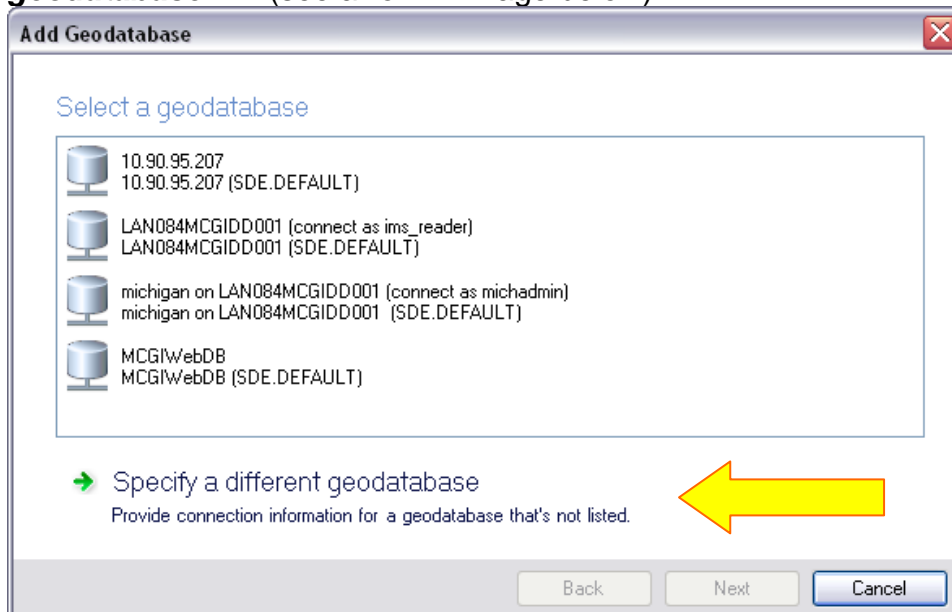 Add Geodatabase
Select a geodatabase
10.90.95.207
10.90.95.207 (SDE.DEFAULT)
LAN084MCGIDD001 (connect as ims_reader)
LAN084MCGIDD001 (SDE.DEFAULT)
michigan on LAN084MCGIDD001 (connect as michadmin)
michigan on LAN084MCGIDD001 (SDE.DEFAULT)
MCGIWebDB
MCGIWebDB (SDE.DEFAULT)
Specify a different geodatabase
Provide connection information for a geodatabase that's not listed.
Back Next Cancel